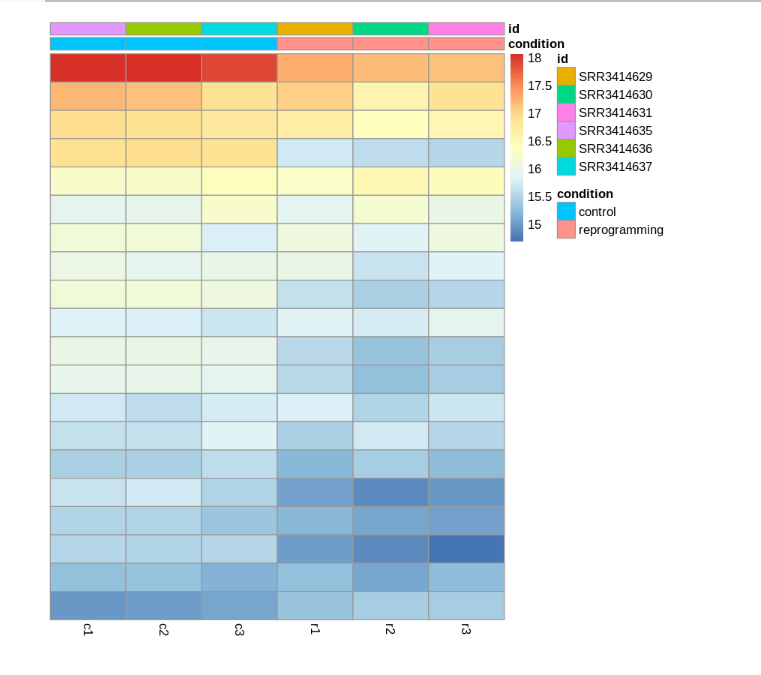 id
condition
18
17.5
17
16.5
16
15.5
15
id
SRR3414629
SRR3414630
SRR3414631
SRR3414635
SRR3414636
SRR3414637
condition
control
reprogramming
c1
c2
c3
r1
r2
r3